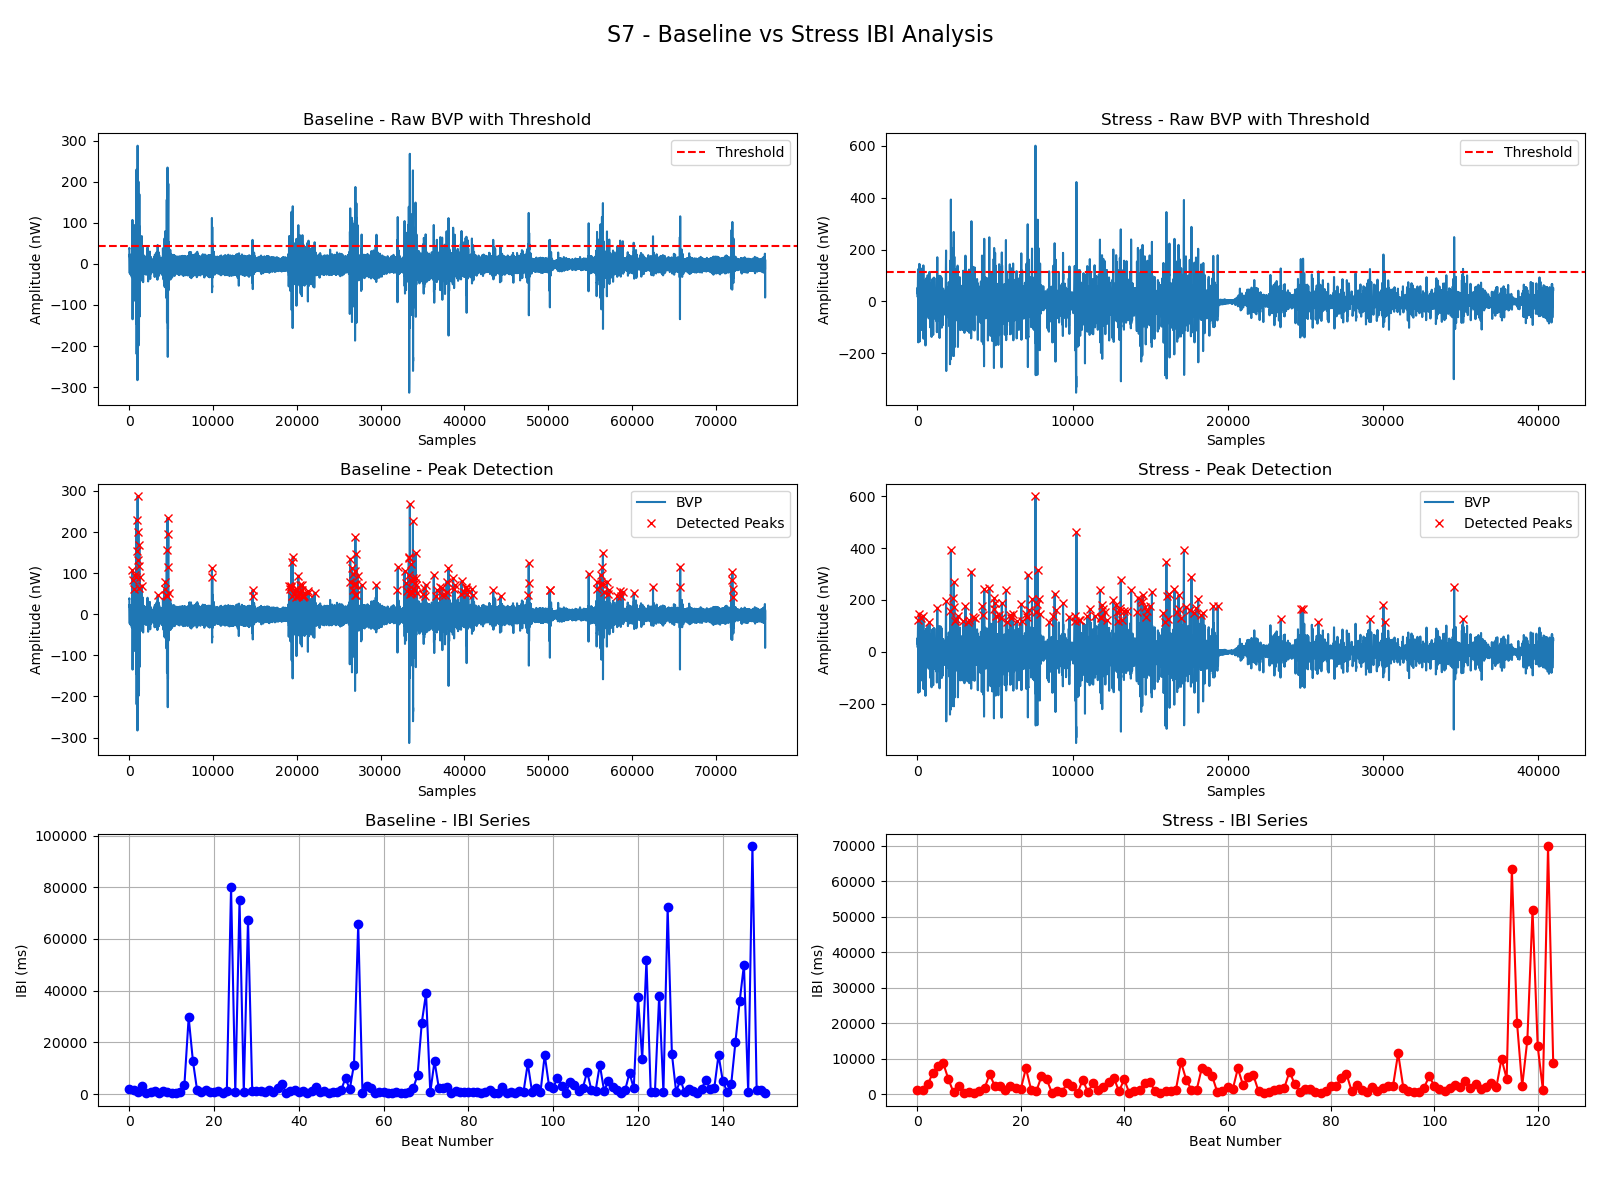 S7 - Baseline vs Stress IBI Analysis
Baseline - Raw BVP with Threshold
Amplitude (nW)
300
200
100
0
−100
−200
−300
Threshold
0 10000 20000 30000 40000 50000 60000 70000
Samples
Stress - Raw BVP with Threshold
Amplitude (nW)
600
400
200
0
−200
Threshold
0 10000 20000 30000 40000
Samples
Baseline - Peak Detection
Amplitude (nW)
300
200
100
0
−100
−200
−300
BVP
Detected Peaks
0 10000 20000 30000 40000 50000 60000 70000
Samples
Stress - Peak Detection
Amplitude (nW)
600
400
200
0
−200
BVP
Detected Peaks
0 10000 20000 30000 40000
Samples
Baseline - IBI Series
IBI (ms)
100000
80000
60000
40000
20000
0
0 20 40 60 80 100 120 140
Beat Number
Stress - IBI Series
IBI (ms)
70000
60000
50000
40000
30000
20000
10000
0
0 20 40 60 80 100 120
Beat Number